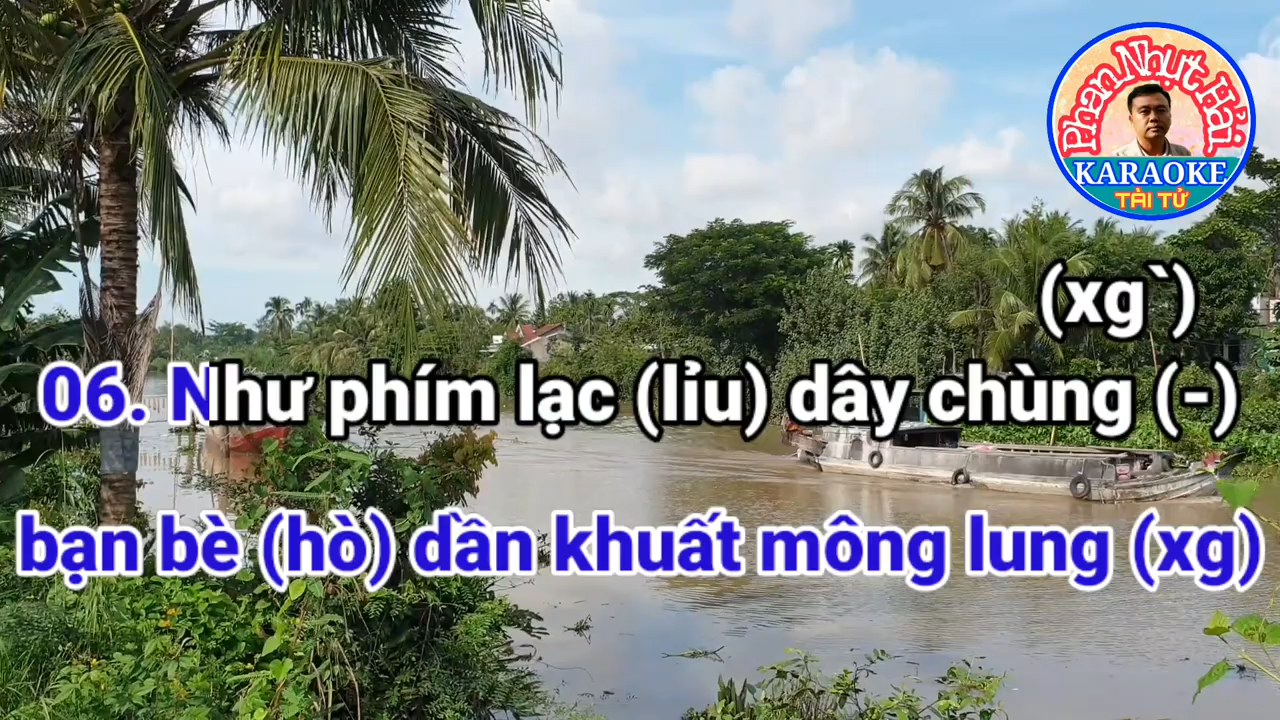 Phan Nhựt Hải
KARAOKE
TÀI TỬ
(xg`)
06. Như phím lạc (lỉu) dây chùng (-)
bạn bè (hò) dần khuất mông lung (xg)